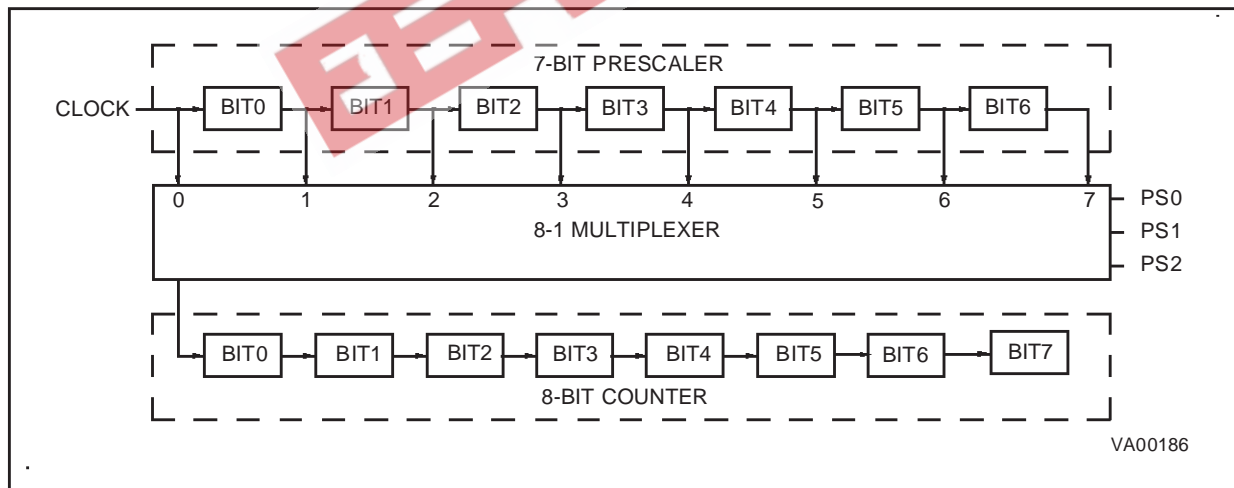 7-BIT PRESCALER
CLOCK BIT0 BIT1 BIT2 BIT3 BIT4 BIT5 BIT6
0 1 2 3 4 5 6 7 PS0
8-1 MULTIPLEXER PS1
PS2
BIT0 BIT1 BIT2 BIT3 BIT4 BIT5 BIT6 BIT7
8-BIT COUNTER
VA00186